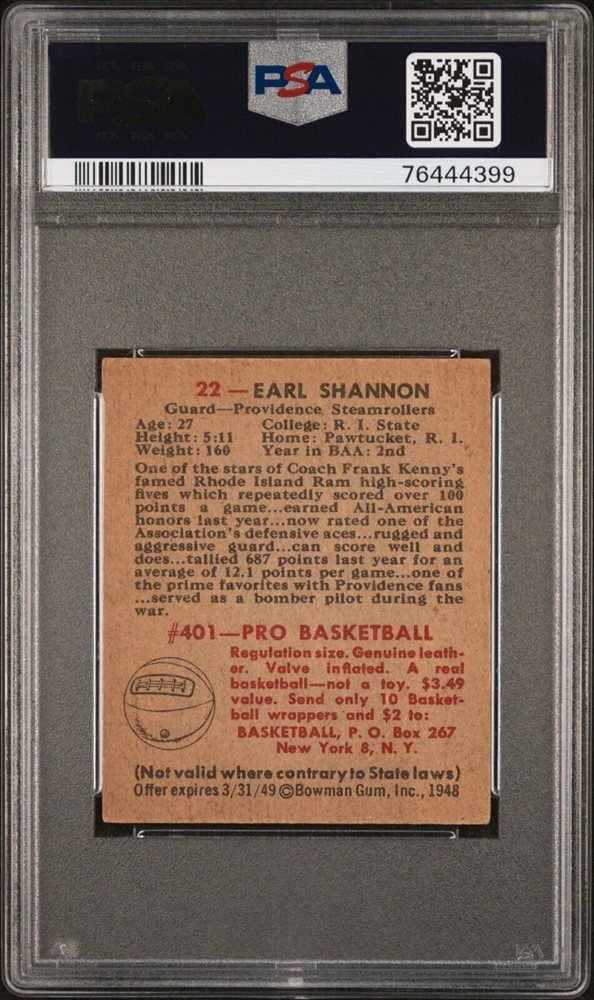 PSA
76444399
22 — EARL SHANNON
Guard—Providence Steamrollers
Age: 27 College: R. I. State
Height: 5:11 Home: Pawtucket, R. I.
Weight: 160 Year in BAA: 2nd
One of the stars of Coach Frank Kenny's
famed Rhode Island Ram high-scoring
fives which repeatedly scored over 100
points a game...earned All-American
honors last year...now rated one of the
Association's defensive aces...rugged and
aggressive guard...can score well and
does...tallied 687 points last year for an
average of 12.1 points per game...one of
the prime favorites with Providence fans
...served as a bomber pilot during the
war.
#401—PRO BASKETBALL
Regulation size. Genuine leath-
er. Valve inflated. A real
basketball—not a toy. $3.49
value. Send only 10 Basket-
ball wrappers and $2 to:
BASKETBALL, P. O. Box 267
New York 8, N. Y.
(Not valid where contrary to State laws)
Offer expires 3/31/49 ©Bowman Gum, Inc., 1948